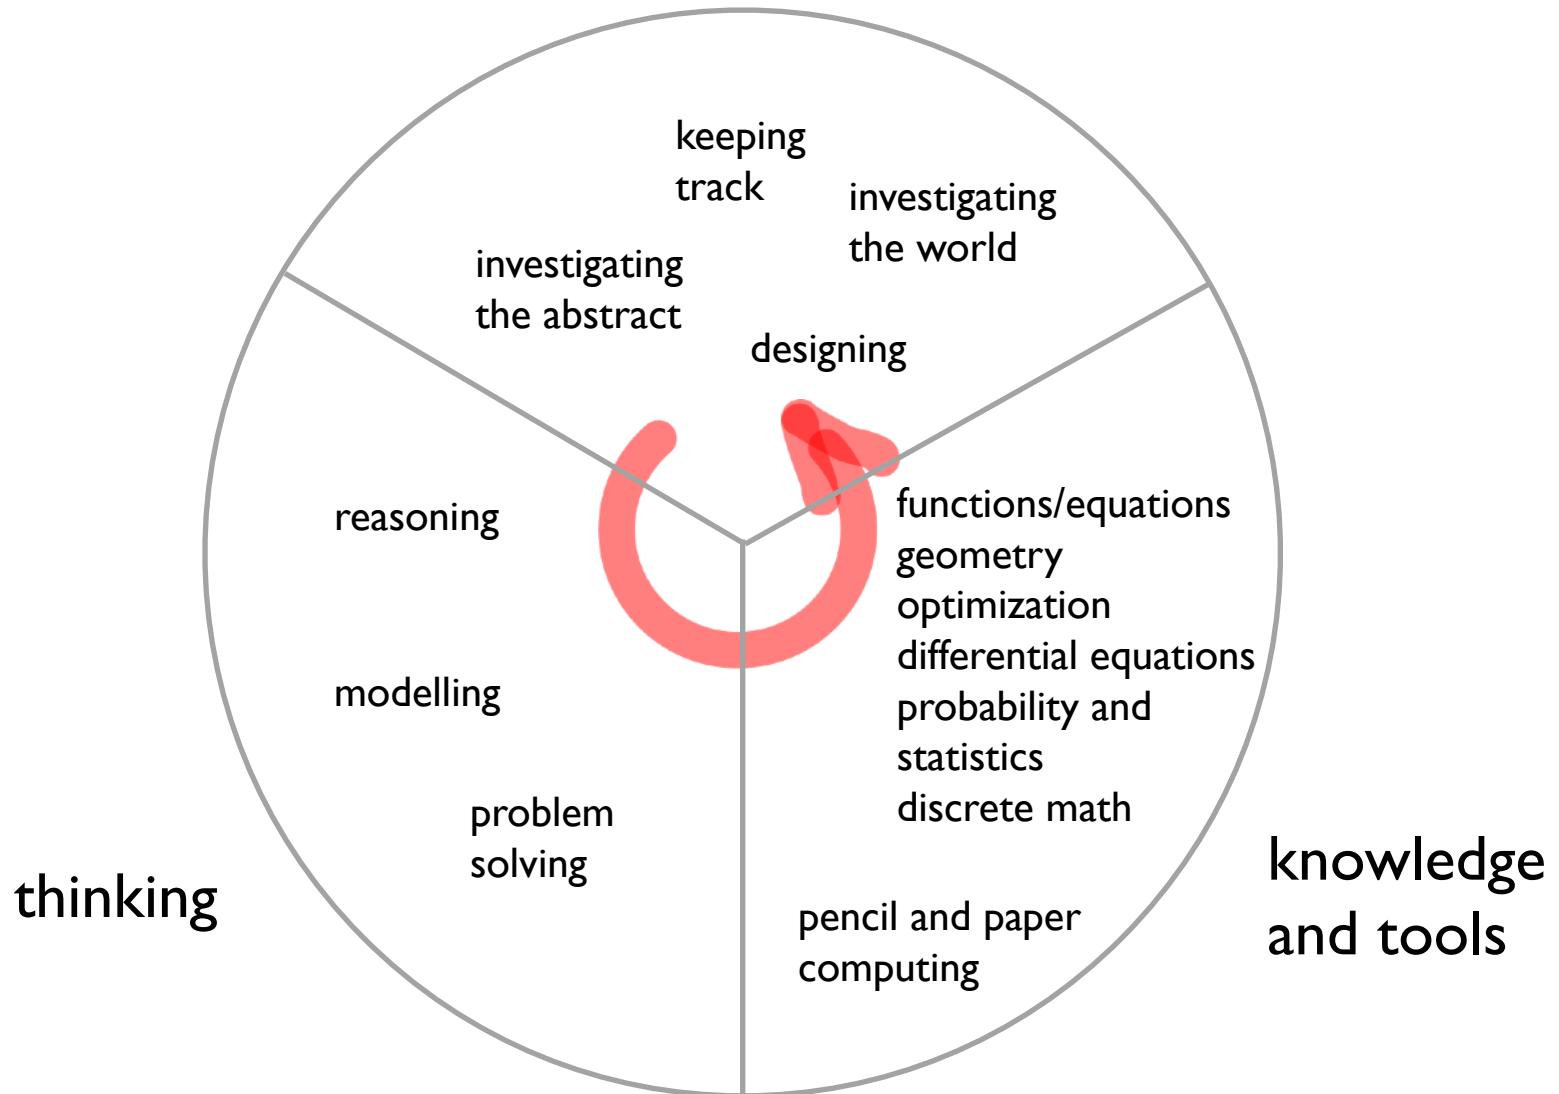 keeping
track
investigating
the world
investigating
the abstract
designing
reasoning
modelling
problem
solving
thinking
functions/equations
geometry
optimization
differential equations
probability and
statistics
discrete math
pencil and paper
computing
knowledge
and tools